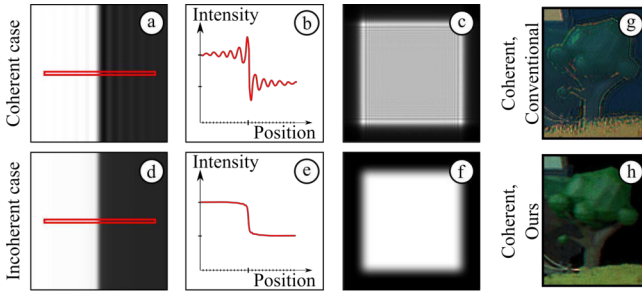 Coherent case
a
Intensity
b
Position
c
Coherent,
Conventional
g
Incoherent case
d
Intensity
e
Position
f
Coherent,
Ours
h